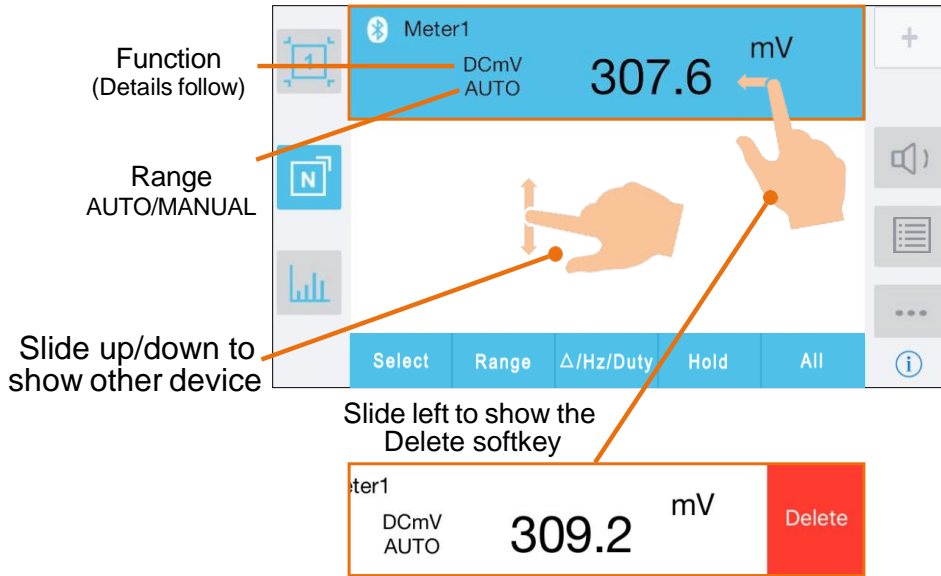 Meter1
mV
+
1
Function
(Details follow)
DCmV
AUTO
307.6
N
Range
AUTO/MANUAL
Slide up/down to
show other device
Select
Range
Δ/Hz/Duty
Hold
All
i
Slide left to show the
Delete softkey
ter1
mV
DCmV
AUTO
309.2
Delete